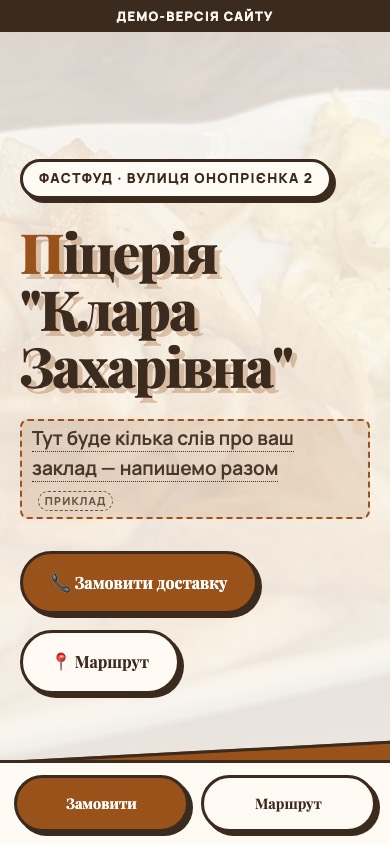 ДЕМО-ВЕРСІЯ САЙТУ
ФАСТФУД · ВУЛИЦЯ ОНОПРІЄНКА 2
Піцерія
"Клара
Захарівна"
Тут буде кілька слів про ваш
заклад — напишемо разом
ПРИКЛАД
Замовити доставку
Маршрут
Замовити
Маршрут